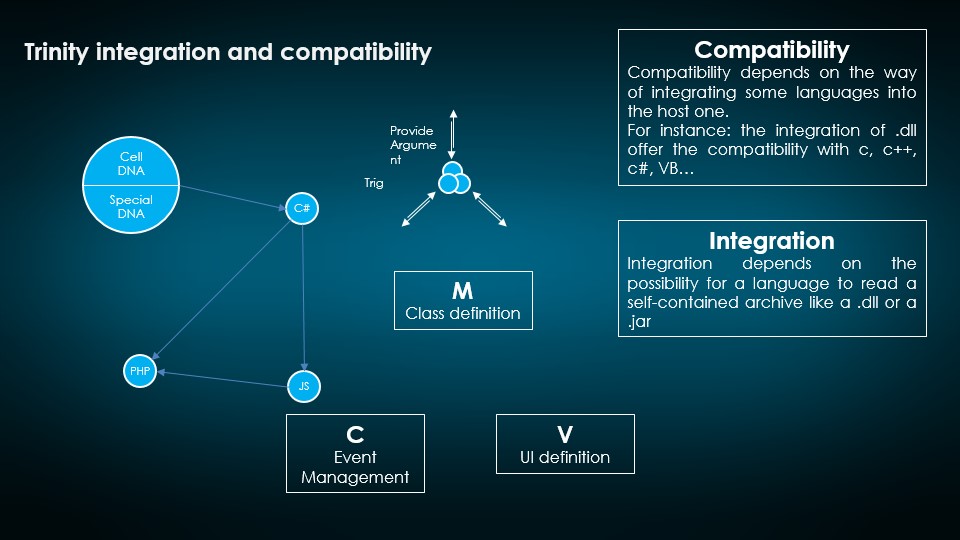 Trinity integration and compatibility
Compatibility
Compatibility depends on the way
of integrating some languages into
the host one.
For instance: the integration of .dll
offer the compatibility with c, c++,
c#, VB…
Provide
Argume
nt
Trig
Cell
DNA
Special
DNA
C#
Integration
Integration depends on the
possibility for a language to read a
self-contained archive like a .dll or a
.jar
M
Class definition
PHP
JS
C
Event
Management
V
UI definition